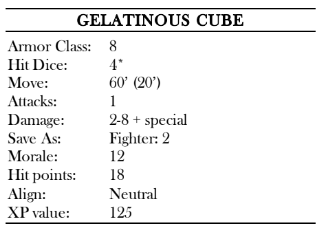 GELATINOUS CUBE
Armor Class: 8
Hit Dice: 4*
Move: 60’ (20’)
Attacks: 1
Damage: 2-8 + special
Save As: Fighter: 2
Morale: 12
Hit points: 18
Align: Neutral
XP value: 125